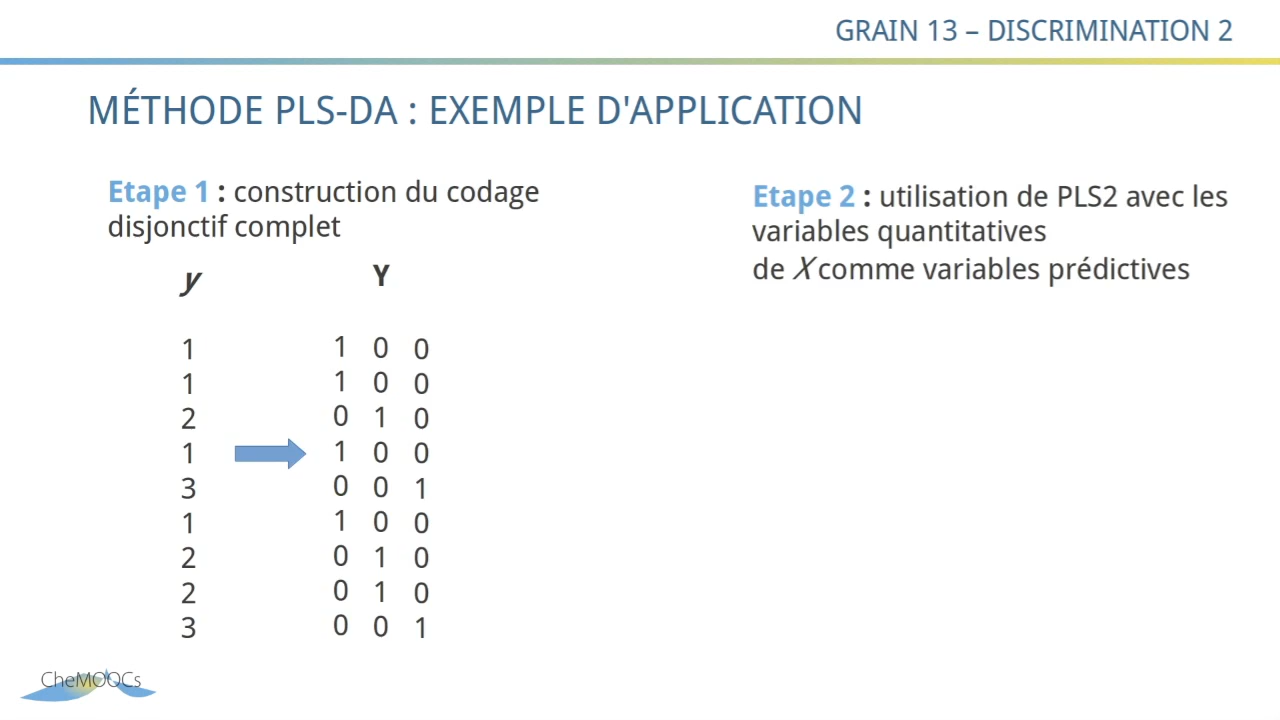 GRAIN 13 – DISCRIMINATION 2
MÉTHODE PLS-DA : EXEMPLE D'APPLICATION
Etape 1 : construction du codage
disjonctif complet
y Y
1 1 0 0
1 1 0 0
2 0 1 0
1 1 0 0
3 0 0 1
1 1 0 0
2 0 1 0
2 0 1 0
3 0 0 1
Etape 2 : utilisation de PLS2 avec les
variables quantitatives
de X comme variables prédictives
CheMOOCs